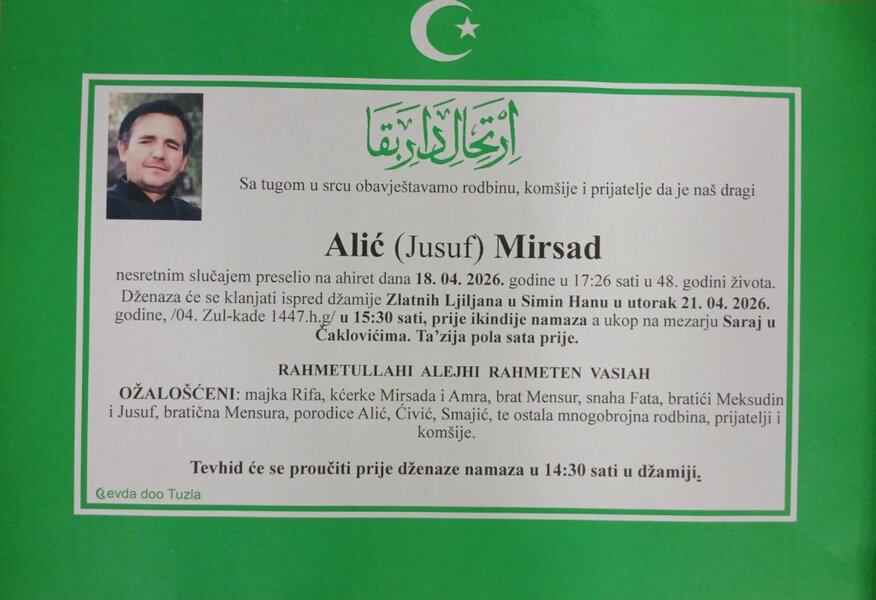 اِرْتِحَالِ دَارِ بَقَا
Sa tugom u srcu obavještavamo rodbinu, komšije i prijatelje da je naš dragi
Alić (Jusuf) Mirsad
nesretnim slučajem preselio na ahiret dana 18. 04. 2026. godine u 17:26 sati u 48. godini života.
Dženaza će se klanjati ispred džamije Zlatnih Ljiljana u Simin Hanu u utorak 21. 04. 2026.
godine, /04. Zul-kade 1447.h.g/ u 15:30 sati, prije ikindije namaza a ukop na mezarju Saraj u
Čaklovićima. Ta'zija pola sata prije.
RAHMETULLAHI ALEJHI RAHMETEN VASIAH
OŽALOŠĆENI: majka Rifa, kćerke Mirsada i Amra, brat Mensur, snaha Fata, bratići Meksudin
i Jusuf, bratična Mensura, porodice Alić, Ćivić, Smajić, te ostala mnogobrojna rodbina, prijatelji i
komšije.
Tevhid će se proučiti prije dženaze namaza u 14:30 sati u džamiji.
evda doo Tuzla